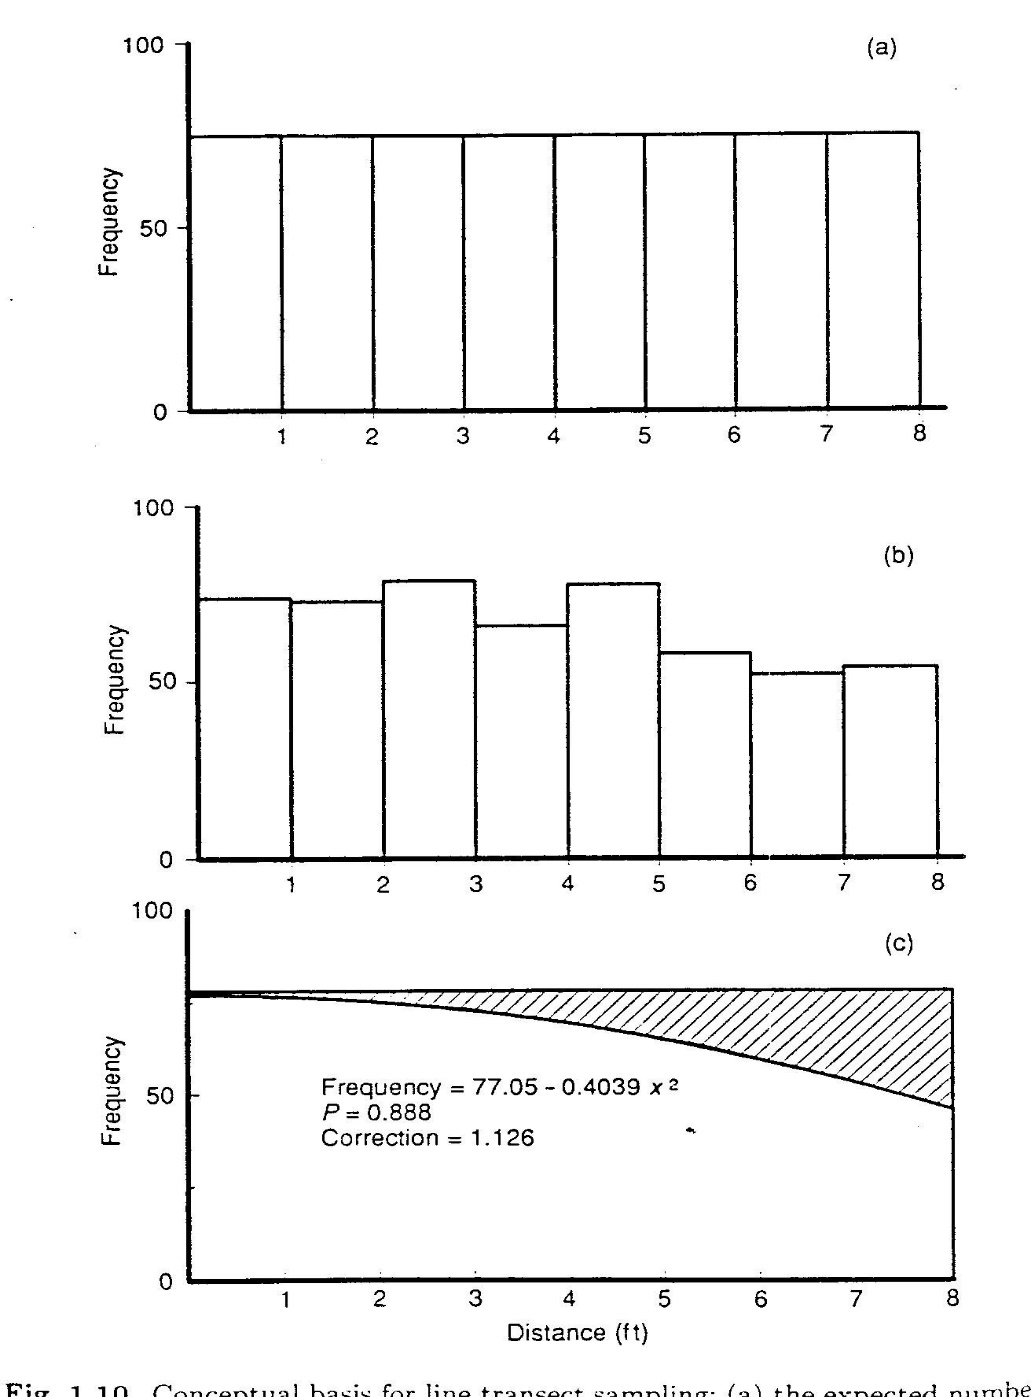 100
(a)
Frequency
50
0
1 2 3 4 5 6 7 8
100
(b)
Frequency
50
0
1 2 3 4 5 6 7 8
100
(c)
Frequency
50
Frequency = 77.05 - 0.4039 x²
P = 0.888
Correction = 1.126
0
1 2 3 4 5 6 7 8
Distance (ft)
Fig. 1.10 Conceptual basis for line transect sampling: (a) the expected numbe